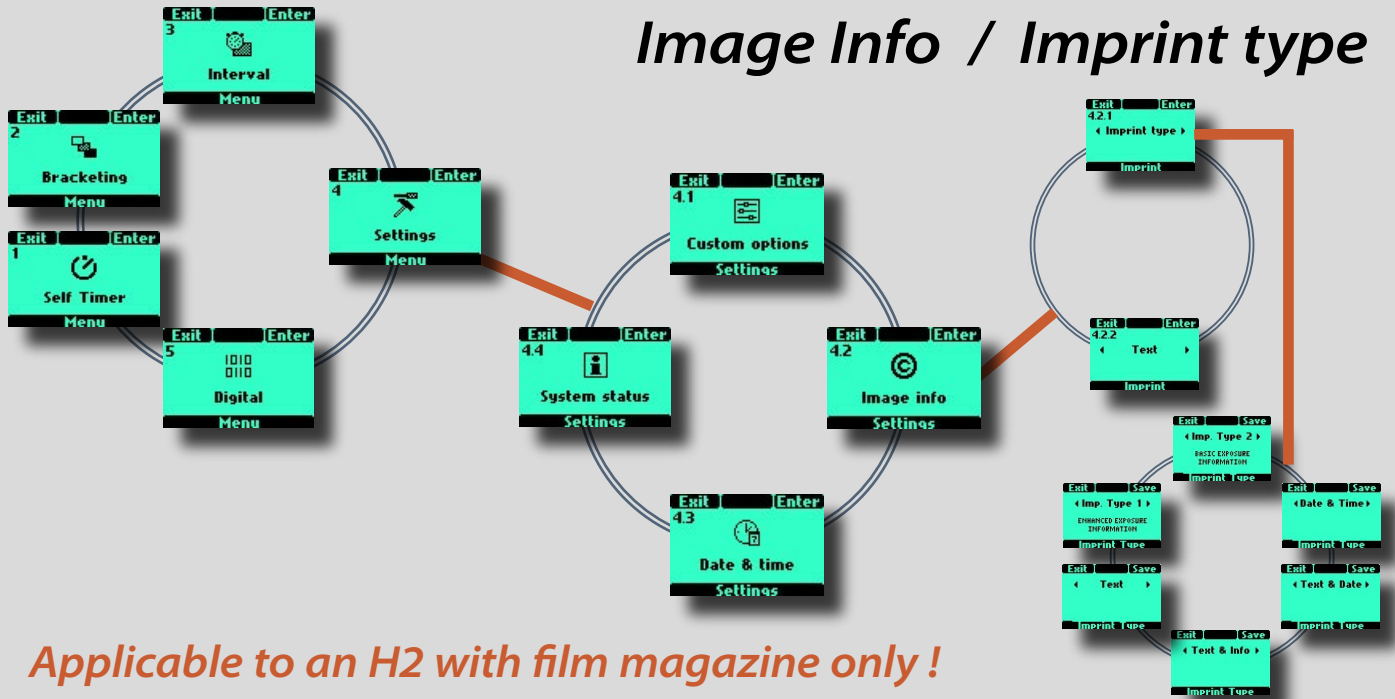 Image Info / Imprint type
Exit Enter
3
Interval
Menu
Exit Enter
2
Bracketing
Menu
Exit Enter
1
Self Timer
Menu
Exit Enter
4
Settings
Menu
Exit Enter
5
1010
0110
Digital
Menu
Exit Enter
4.1
Custom options
Settings
Exit Enter
4.4
System status
Settings
Exit Enter
4.2
©
Image info
Settings
Exit Enter
4.3
Date & time
Settings
Exit Enter
4.2.1
Imprint type
Imprint
Exit Enter
4.2.2
Text
Imprint
Exit Save
Imp. Type 2
BASIC EXPOSURE
INFORMATION
Imprint Type
Exit Save
Imp. Type 1
ENHANCED EXPOSURE
INFORMATION
Imprint Type
Exit Save
Date & Time
Imprint Type
Exit Save
Text
Imprint Type
Exit Save
Text & Date
Imprint Type
Exit Save
Text & Info
Imprint Type
Applicable to an H2 with film magazine only !